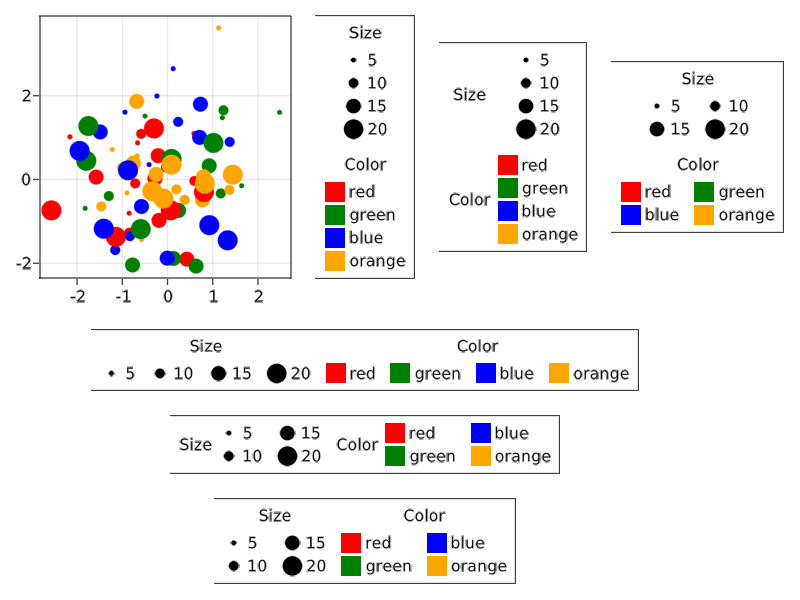 2
0
-2
-2 -1 0 1 2
Size
5
10
15
20
Color
red
green
blue
orange
Size
5
10
15
20
Color
red
green
blue
orange
Size
5 10
15 20
Color
red green
blue orange
Size Color
5 10 15 20 red green blue orange
Size 5 15 Color red blue
10 20 green orange
Size Color
5 15 red blue
10 20 green orange